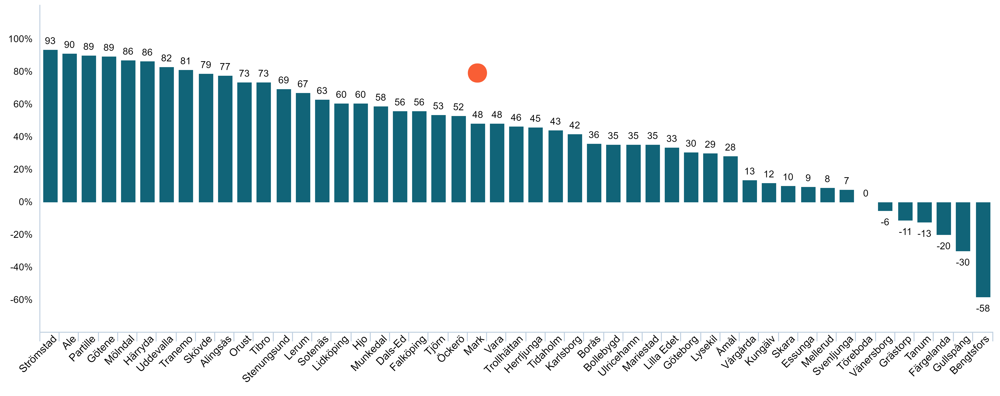 100%
80%
60%
40%
20%
0%
-20%
-40%
-60%
93
90
89
89
86
86
82
81
79
77
73
73
69
67
63
60
60
58
56
56
53
52
48
48
46
45
43
42
36
35
35
35
33
30
29
28
13
12
10
9
8
7
0
-6
-11
-13
-20
-30
-58
Strömstad
Ale
Partille
Götene
Mölndal
Härryda
Uddevalla
Tranemo
Skövde
Alingsås
Orust
Tibro
Stenungsund
Lerum
Sotenäs
Lidköping
Hjo
Munkedal
Dals-Ed
Falköping
Tjörn
Öckerö
Mark
Vara
Trollhättan
Herrljunga
Tidaholm
Karlsborg
Borås
Bollebygd
Ulricehamn
Mariestad
Lilla Edet
Göteborg
Lysekil
Åmål
Vårgårda
Kungälv
Skara
Essunga
Mellerud
Svenljunga
Töreboda
Vänersborg
Grästorp
Tanum
Färgelanda
Gullspång
Bengtsfors